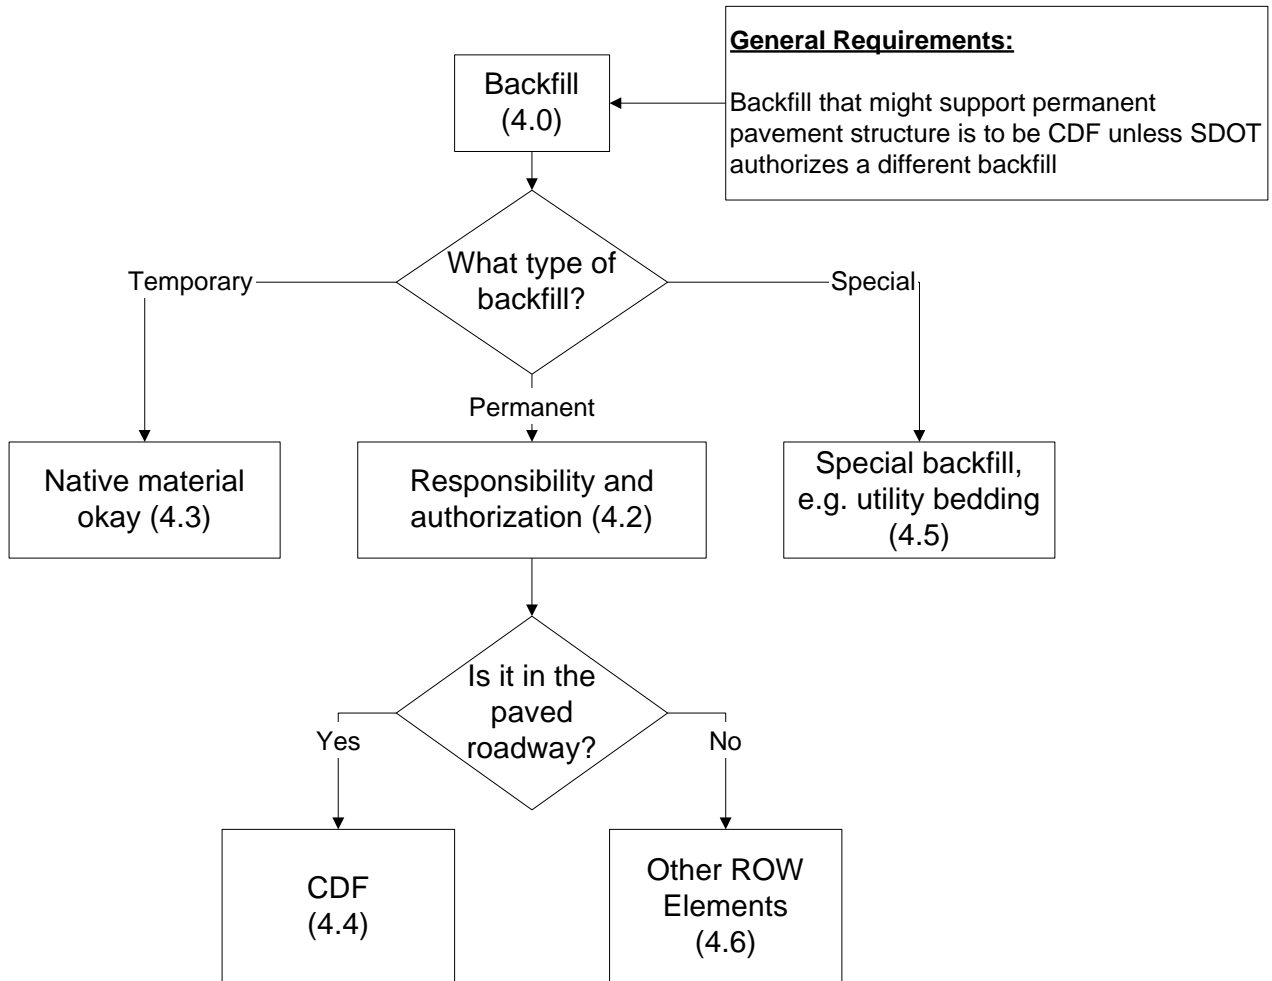 General Requirements:
Backfill that might support permanent
pavement structure is to be CDF unless SDOT
authorizes a different backfill
Backfill
(4.0)
What type of
backfill?
Temporary
Special
Permanent
Native material
okay (4.3)
Responsibility and
authorization (4.2)
Special backfill,
e.g. utility bedding
(4.5)
Is it in the
paved
roadway?
Yes
No
CDF
(4.4)
Other ROW
Elements
(4.6)